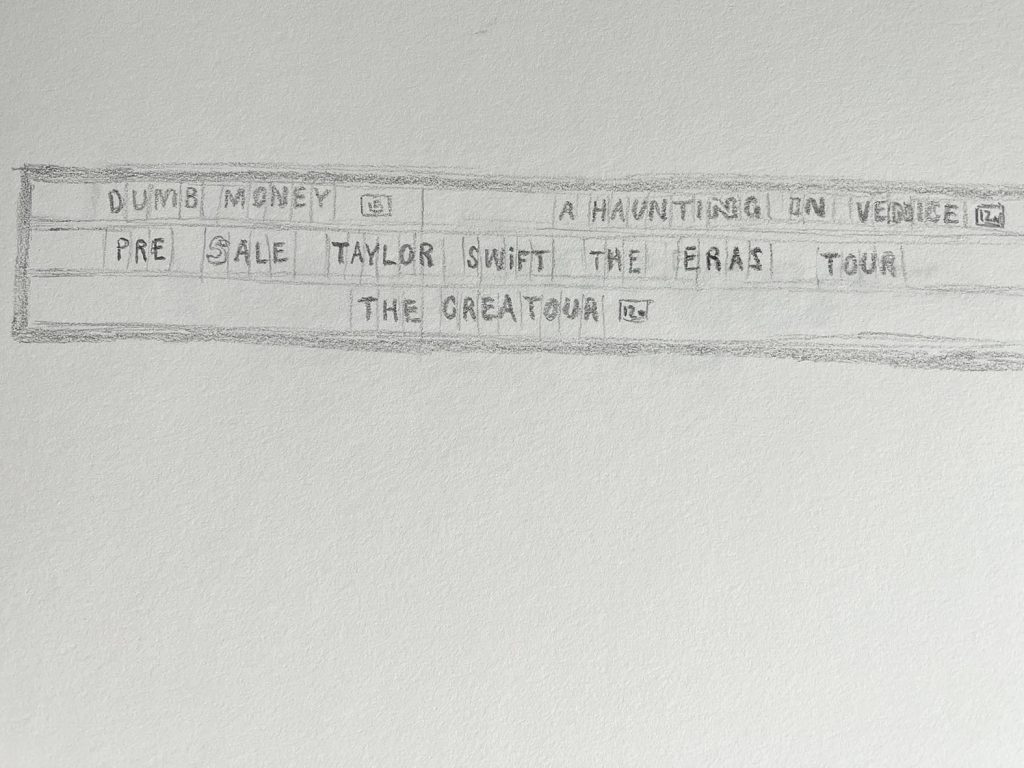 DUMB MONEY 15 A HAUNTING IN VENICE 12A
PRE SALE TAYLOR SWiFT THE ERAS TOUR
THE CREATOUR 12A